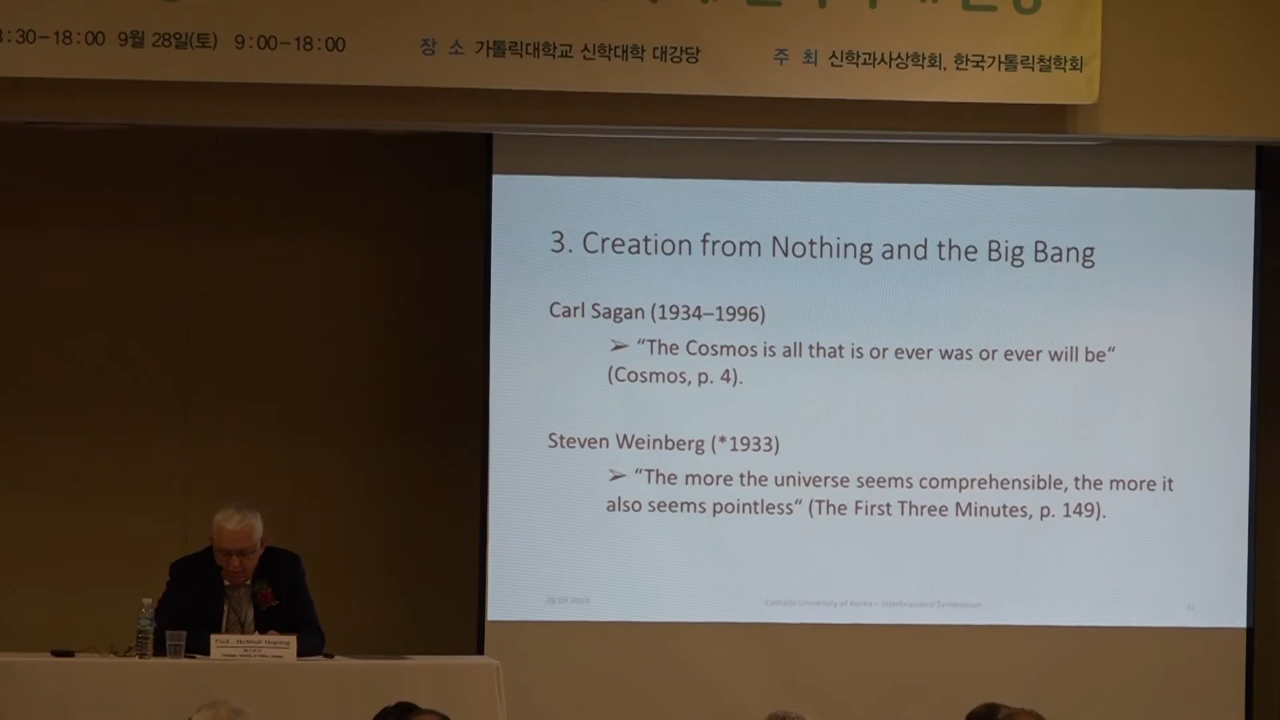 :30-18:00 9월 28일(토) 9:00-18:00 장 소 가톨릭대학교 신학대학 대강당 주 최 신학과사상학회, 한국가톨릭철학회
3. Creation from Nothing and the Big Bang
Carl Sagan (1934–1996)
➢ “The Cosmos is all that is or ever was or ever will be“
(Cosmos, p. 4).
Steven Weinberg (*1933)
➢ “The more the universe seems comprehensible, the more it
also seems pointless“ (The First Three Minutes, p. 149).
Catholic University of Korea – International Symposium
Prof. Helmut Hoping